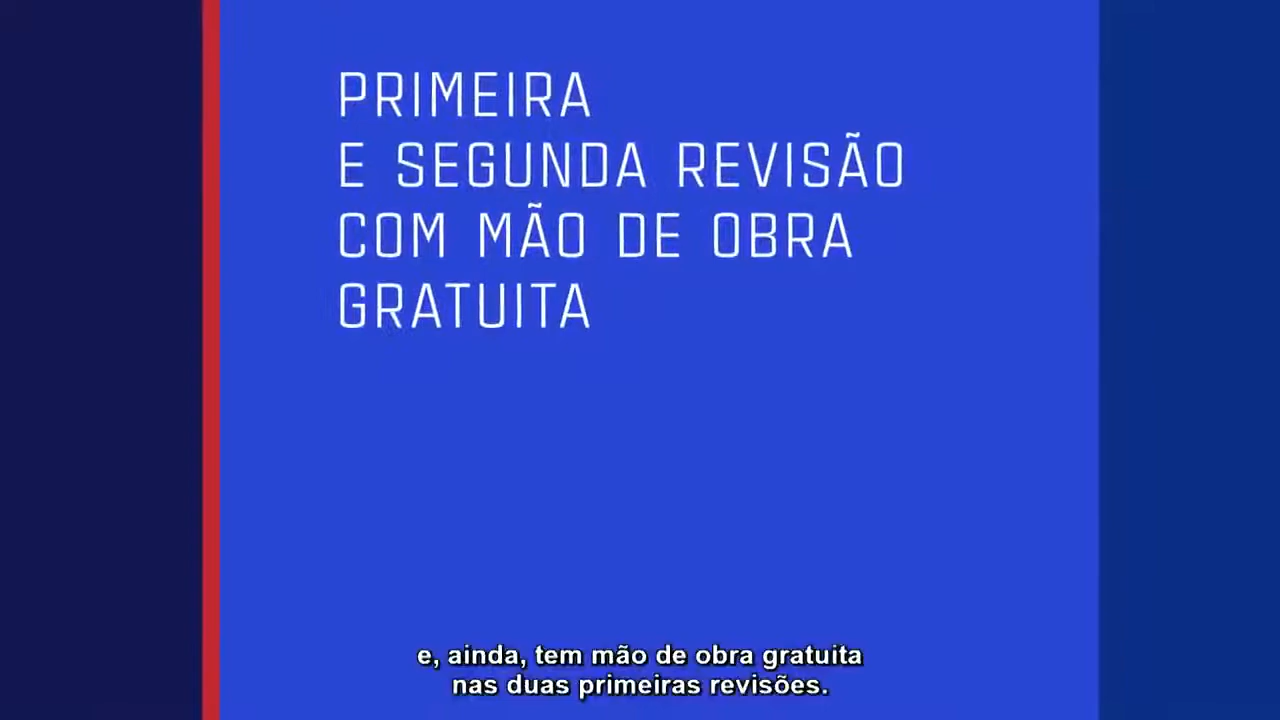 PRIMEIRA
E SEGUNDA REVISÃO
COM MÃO DE OBRA
GRATUITA
e, ainda, tem mão de obra gratuita
nas duas primeiras revisões.